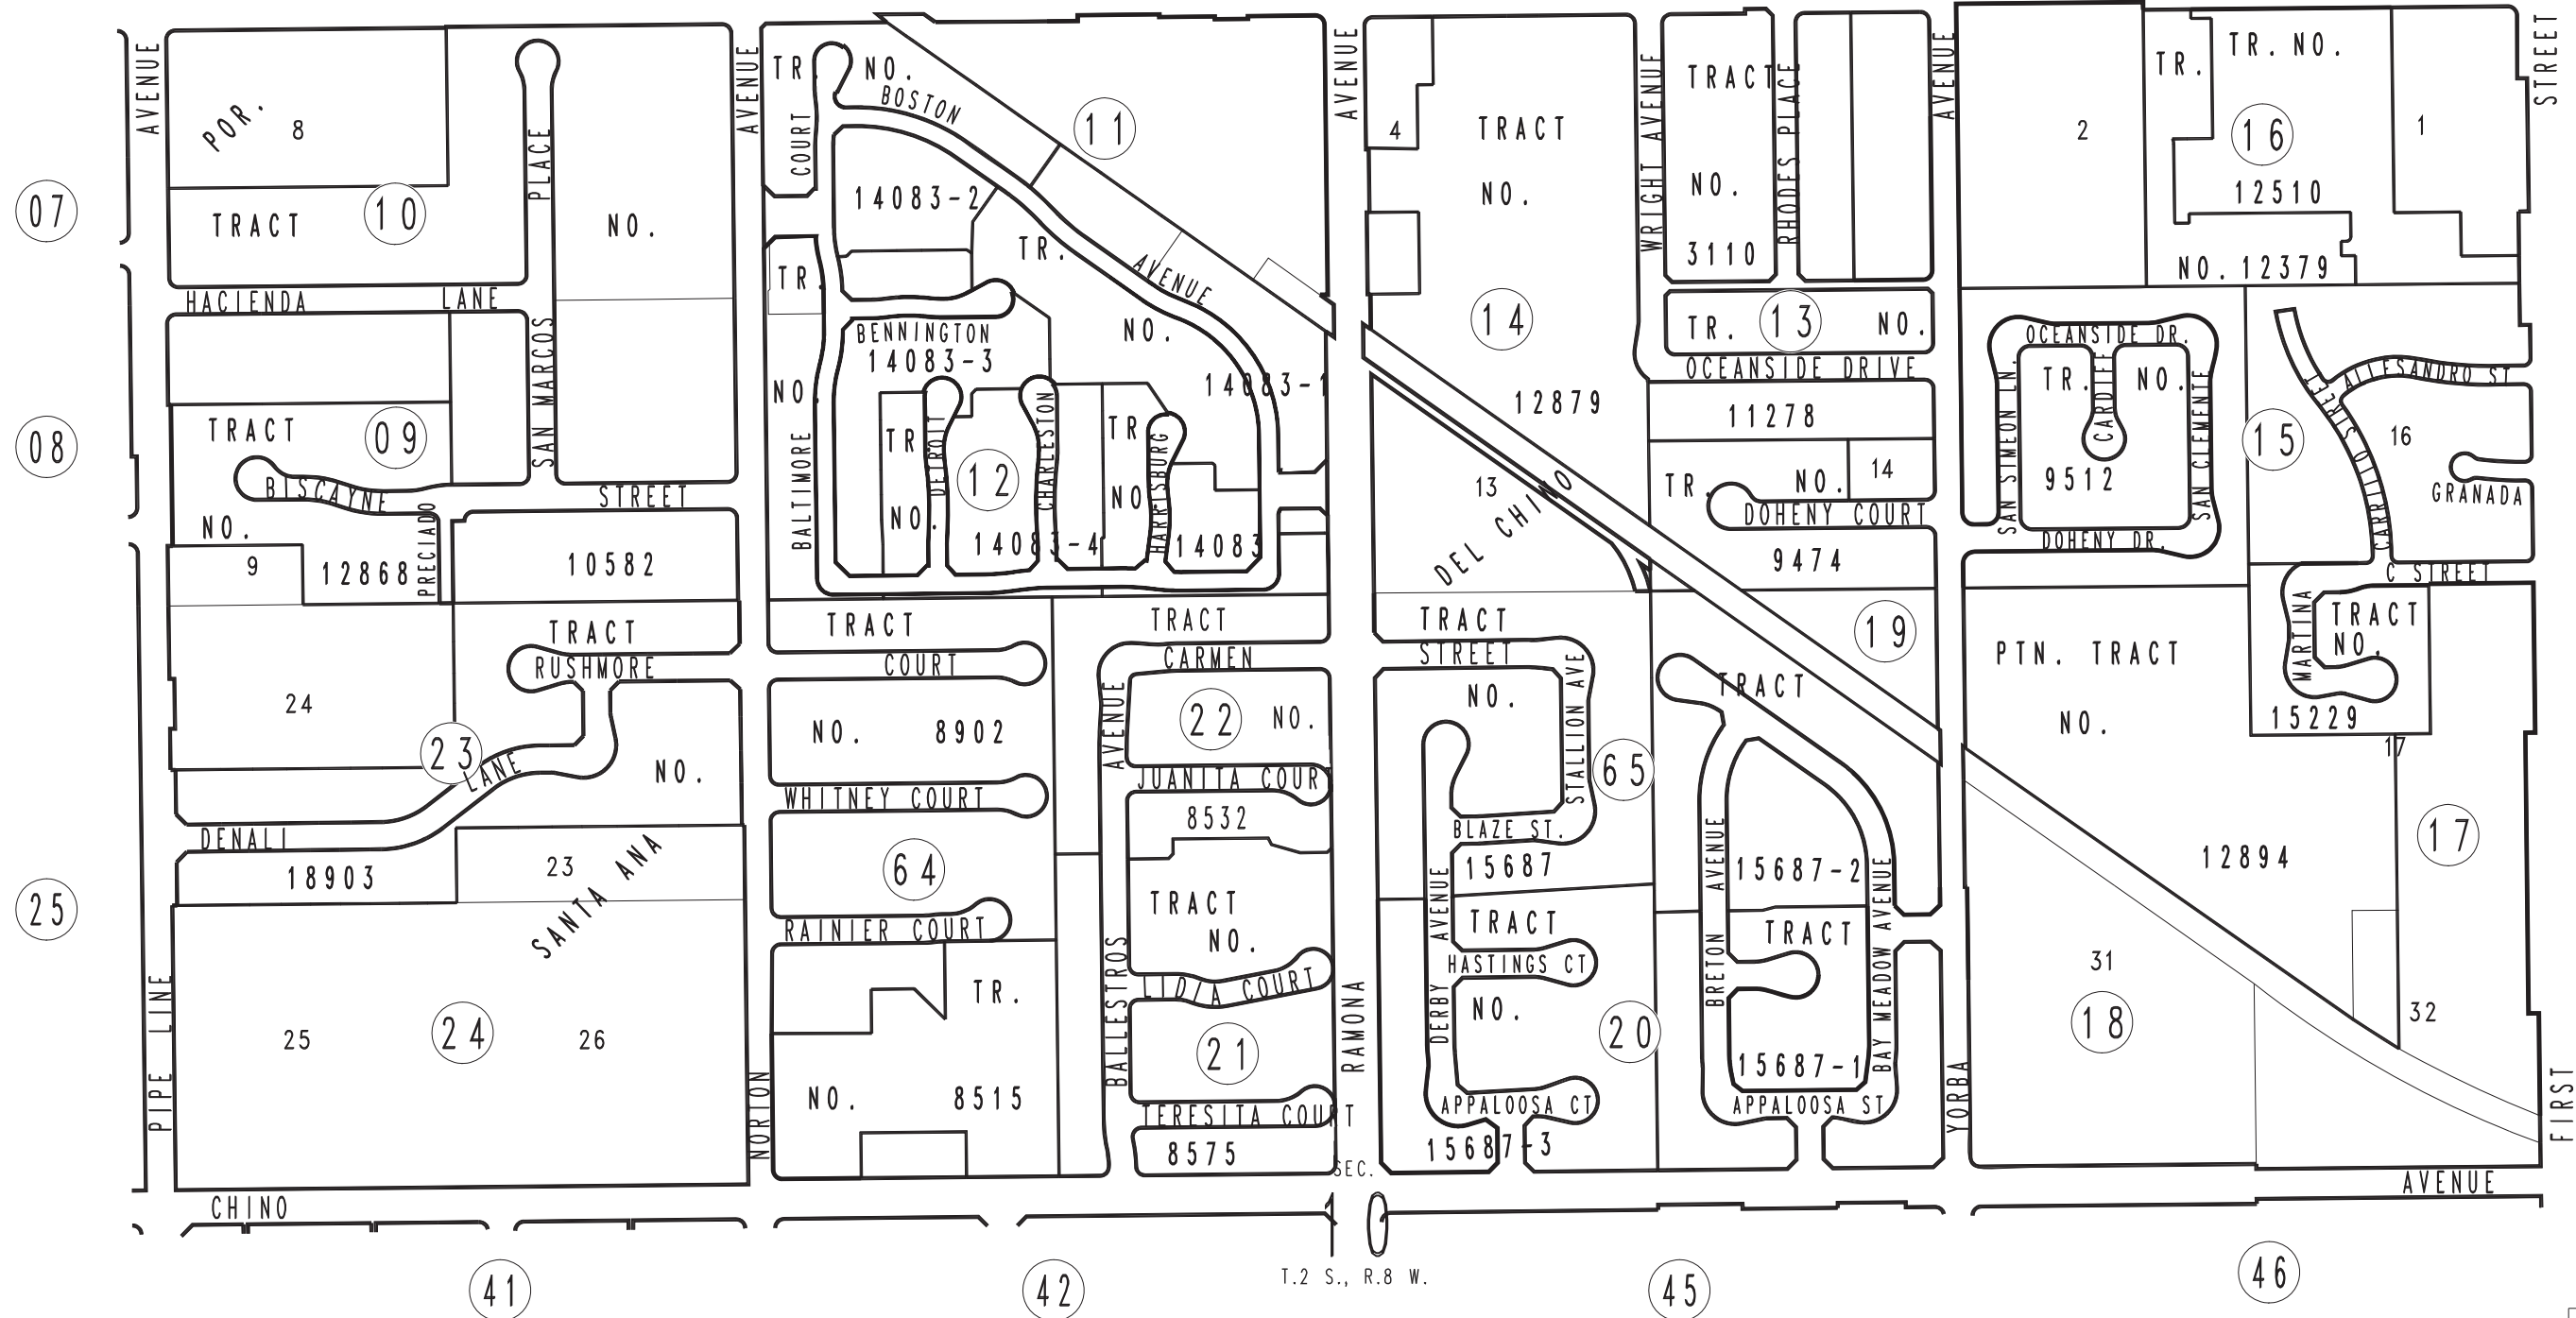 AVENUE
POR.
8
07
10
TRACT
NO.
PLACE
HACIENDA LANE
SAN MARCOS
08
TRACT
09
BISCAYNE
STREET
NO.
PRECIADO
9
12868
10582
TRACT
RUSHMORE
24
23
NO.
LANE
DENALI
18903
23
SANTA ANA
25
25
24
26
PIPE LINE
CHINO
41
AVENUE
TR.
NO.
COURT
BOSTON
11
14083-2
TR.
AVENUE
TR.
NO.
BENNINGTON
14083-3
14083-1
NO.
BALTIMORE
TR
DETROIT
NO.
12
CHARLESTON
TR
NO
HARRISBURG
14083-4
14083
TRACT
COURT
NO. 8902
WHITNEY COURT
64
RAINIER COURT
TR.
NO. 8515
NORTON
TRACT
CARMEN
AVENUE
22
NO.
JUANITA COURT
8532
TRACT
NO.
LIDIA COURT
BALLESTROS
21
TERESITA COURT
8575
SEC.
10
T.2 S., R.8 W.
42
AVENUE
RAMONA
4
TRACT
NO.
14
12879
13
DEL CHINO
TRACT
STREET
NO.
STALLION AVE
65
BLAZE ST.
15687
DERBY AVENUE
TRACT
HASTINGS CT
NO.
20
APPALOOSA CT
15687-3
WRIGHT AVENUE
TRACT
NO.
3110
RHODES PLACE
TR.
13
NO.
OCEANSIDE DRIVE
11278
TR.
NO.
14
DOHENY COURT
9474
19
TRACT
BRETON AVENUE
15687-2
TRACT
BAY MEADOW AVENUE
15687-1
APPALOOSA ST
45
AVENUE
YORBA
2
TR.
TR. NO.
16
1
12510
NO. 12379
STREET
OCEANSIDE DR.
SAN SIMEON LN.
TR.
CARDIFF
NO.
SAN CLEMENTE
9512
DOHENY DR.
15
ALLESANDRO ST
CARRILLO STREET
16
GRANADA
C STREET
MARTINA
TRACT
NO.
15229
17
PTN. TRACT
NO.
12894
17
31
18
32
FIRST
AVENUE
46